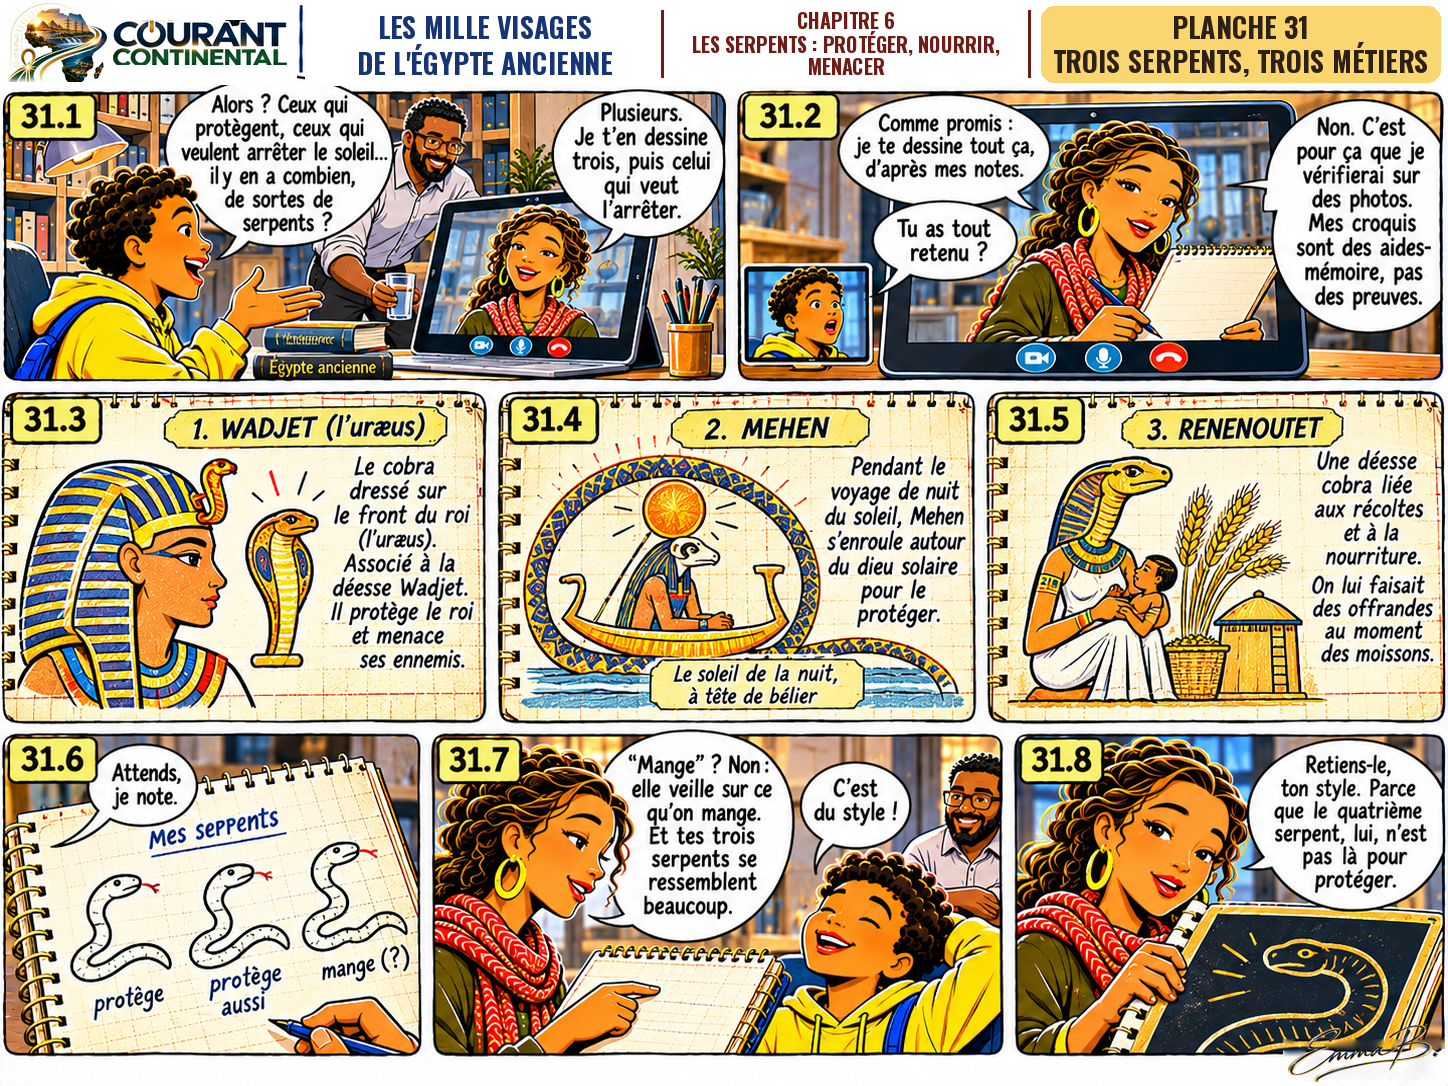 COURANT
CONTINENTAL
LES MILLE VISAGES
DE L'ÉGYPTE ANCIENNE
CHAPITRE 6
LES SERPENTS : PROTÉGER, NOURRIR,
MENACER
PLANCHE 31
TROIS SERPENTS, TROIS MÉTIERS
31.1
Alors ? Ceux qui
protègent, ceux qui
veulent arrêter le soleil...
il y en a combien,
de sortes de
serpents ?
Plusieurs.
Je t'en dessine
trois, puis celui
qui veut
l'arrêter.
Égypte ancienne
31.2
Comme promis :
je te dessine tout ça,
d'après mes notes.
Tu as tout
retenu ?
Non. C'est
pour ça que je
vérifierai sur
des photos.
Mes croquis
sont des aides-
mémoire, pas
des preuves.
31.3
1. WADJET (l'uræus)
Le cobra
dressé sur
le front du roi
(l'uræus).
Associé à la
déesse Wadjet.
Il protège le roi
et menace
ses ennemis.
31.4
2. MEHEN
Pendant le
voyage de nuit
du soleil, Mehen
s'enroule autour
du dieu solaire
pour le
protéger.
Le soleil de la nuit,
à tête de bélier
31.5
3. RENENOUTET
Une déesse
cobra liée
aux récoltes
et à la
nourriture.
On lui faisait
des offrandes
au moment
des moissons.
31.6
Attends,
je note.
Mes serpents
protège
protège
aussi
mange (?)
31.7
“Mange” ? Non :
elle veille sur ce
qu'on mange.
Et tes trois
serpents se
ressemblent
beaucoup.
C'est
du style !
31.8
Retiens-le,
ton style. Parce
que le quatrième
serpent, lui, n'est
pas là pour
protéger.
Emma B.